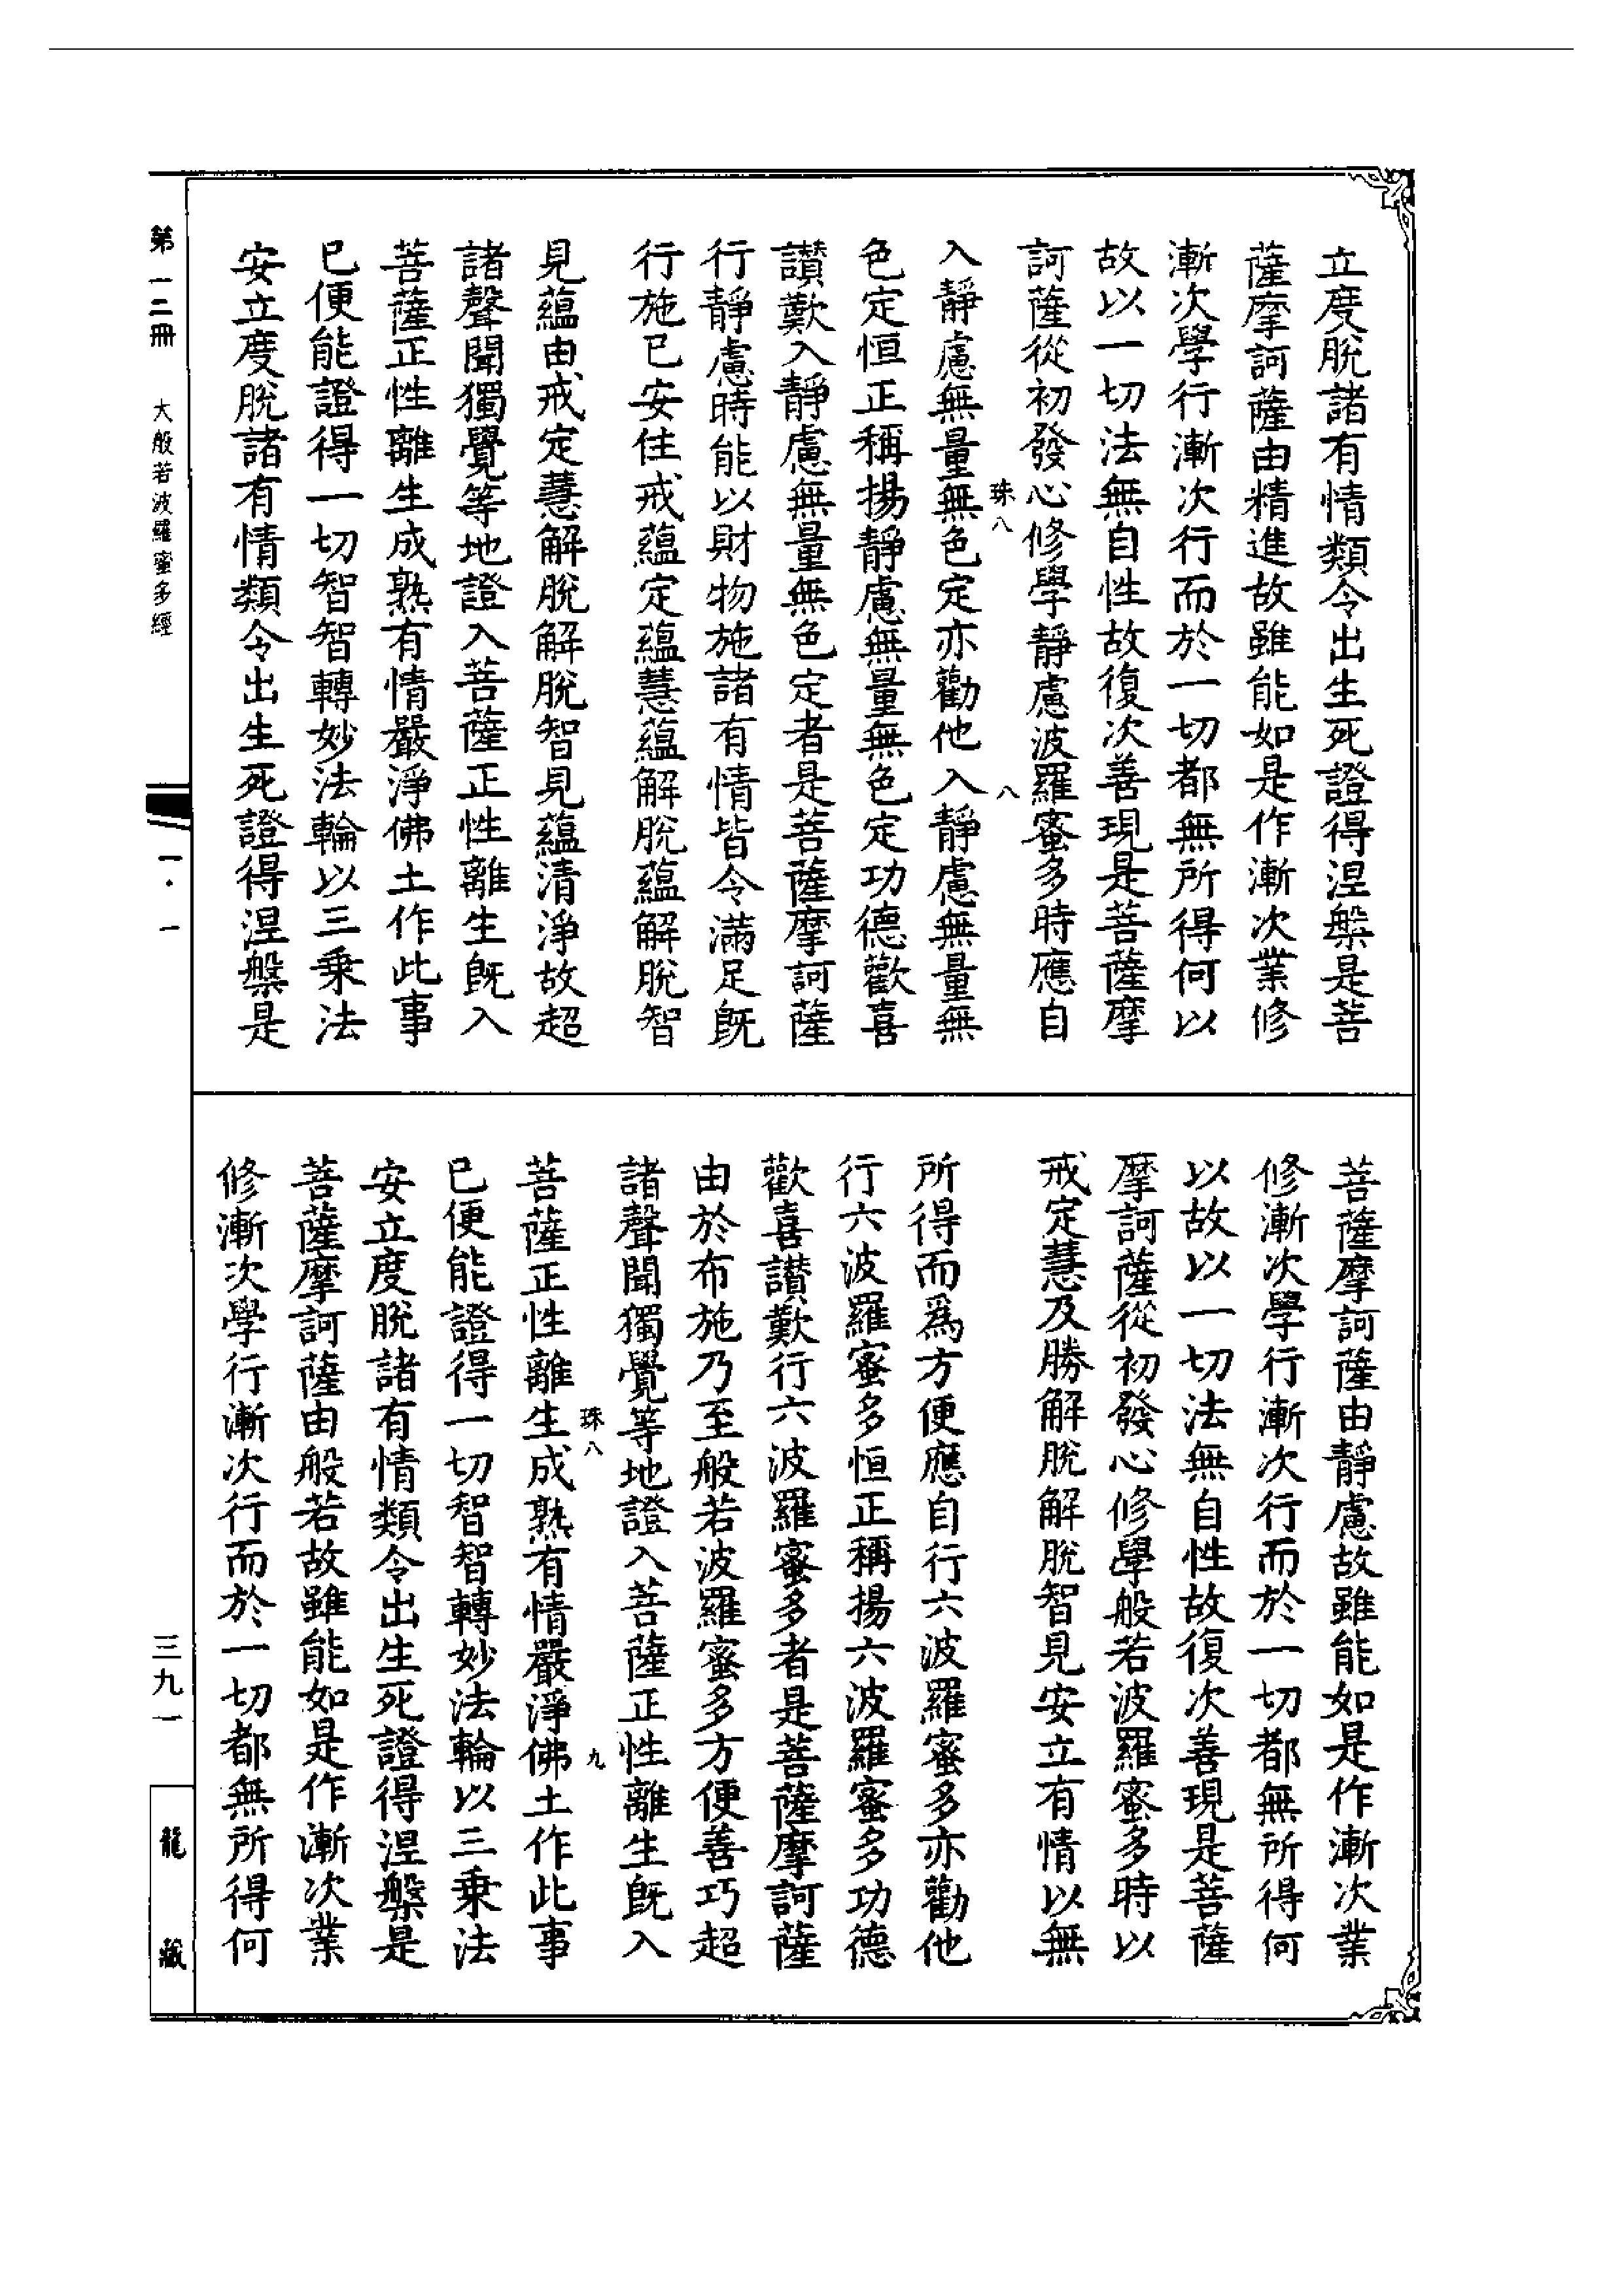 立度脫諸有情類令出生死證得涅槃是菩
薩摩訶薩由精進故雖能如是作漸次業修
漸次學行漸次行而於一切都無所得何以
故以一切法無自性故復次善現是菩薩摩
訶薩從初發心修學靜慮波羅蜜多時應自
珠八
八
入靜慮無量無色定亦勸他入靜慮無量無
色定恒正稱揚靜慮無量無色定功德歡喜
讚歎入靜慮無量無色定者是菩薩摩訶薩
行靜慮時能以財物施諸有情皆令滿足既
行施已安住戒蘊定蘊慧蘊解脫蘊解脫智
見蘊由戒定慧解脫解脫智見蘊清淨故超
諸聲聞獨覺等地證入菩薩正性離生既入
菩薩正性離生成熟有情嚴淨佛土作此事
已便能證得一切智智轉妙法輪以三乘法
安立度脫諸有情類令出生死證得涅槃是
菩薩摩訶薩由靜慮故雖能如是作漸次業
修漸次學行漸次行而於一切都無所得何
以故以一切法無自性故復次善現是菩薩
摩訶薩從初發心修學般若波羅蜜多時以
戒定慧及勝解脫解脫智見安立有情以無
所得而爲方便應自行六波羅蜜多亦勸他
行六波羅蜜多恒正稱揚六波羅蜜多功德
歡喜讚歎行六波羅蜜多者是菩薩摩訶薩
由於布施乃至般若波羅蜜多方便善巧超
諸聲聞獨覺等地證入菩薩正性離生既入
珠八
九
菩薩正性離生成熟有情嚴淨佛土作此事
已便能證得一切智智轉妙法輪以三乘法
安立度脫諸有情類令出生死證得涅槃是
菩薩摩訶薩由般若故雖能如是作漸次業
修漸次學行漸次行而於一切都無所得何
第一二冊 大般若波羅蜜多經 一·一 三九一 龍藏